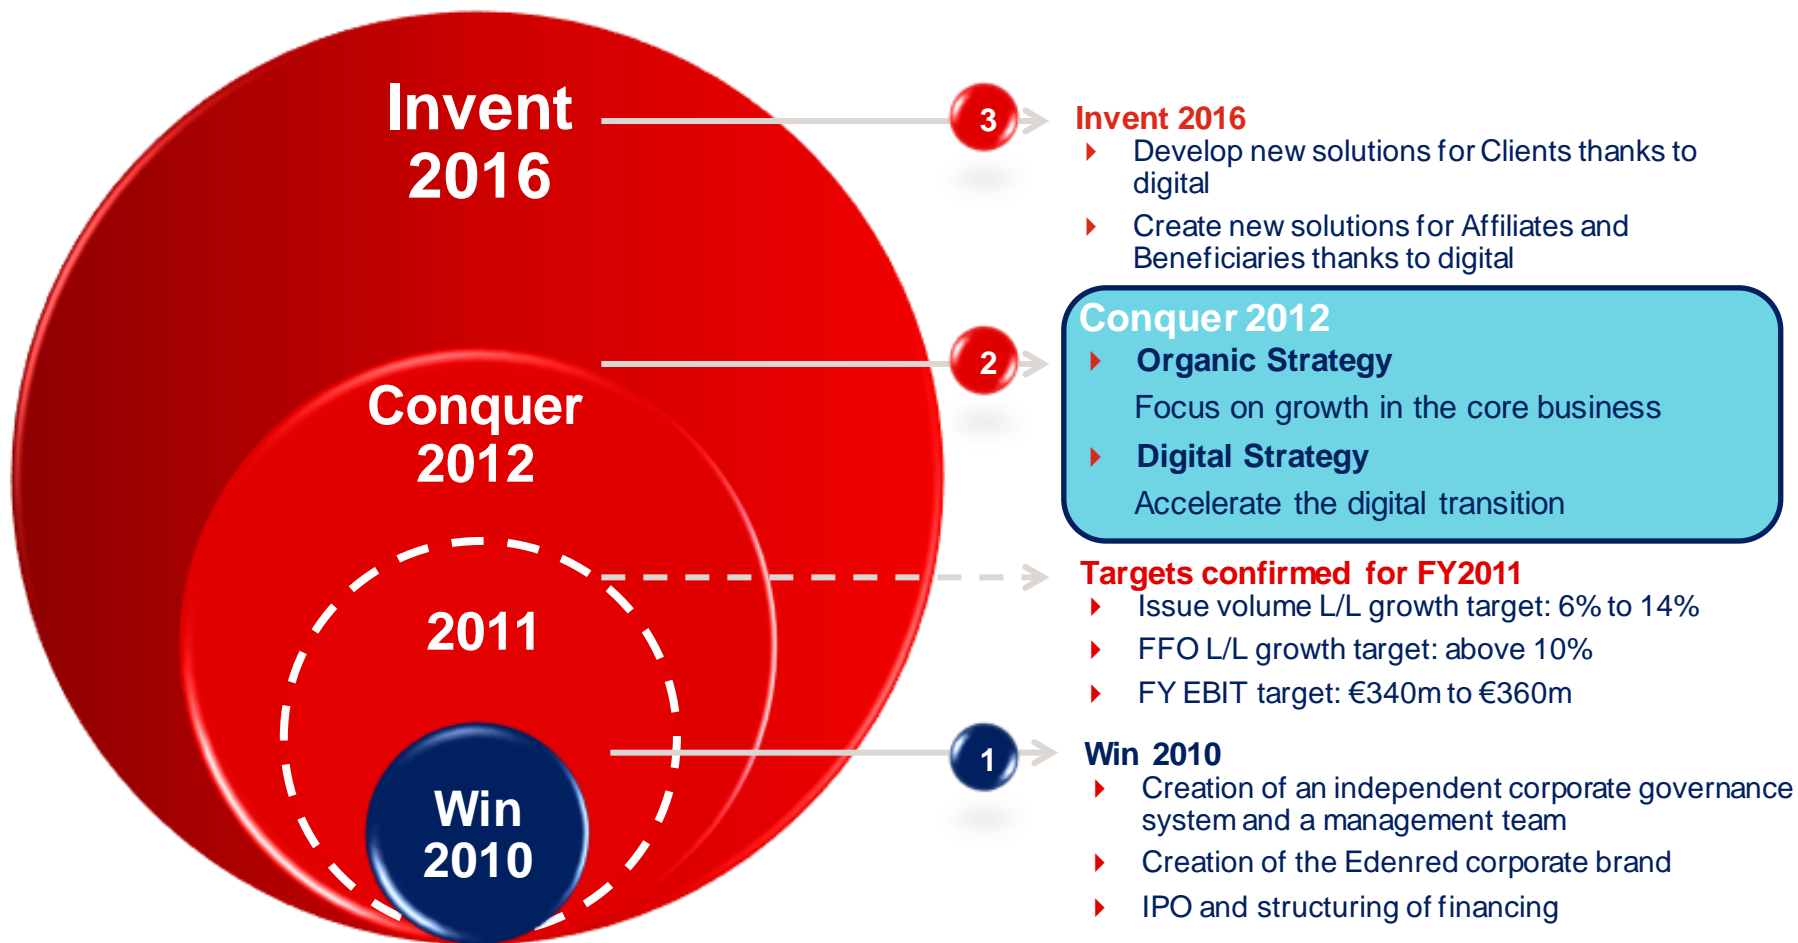 Invent
2016
Conquer
2012
2011
Win
2010
3
Invent 2016
Develop new solutions for Clients thanks to
digital
Create new solutions for Affiliates and
Beneficiaries thanks to digital
2
Conquer 2012
Organic Strategy
Focus on growth in the core business
Digital Strategy
Accelerate the digital transition
Targets confirmed for FY2011
Issue volume L/L growth target: 6% to 14%
FFO L/L growth target: above 10%
FY EBIT target: €340m to €360m
1
Win 2010
Creation of an independent corporate governance
system and a management team
Creation of the Edenred corporate brand
IPO and structuring of financing